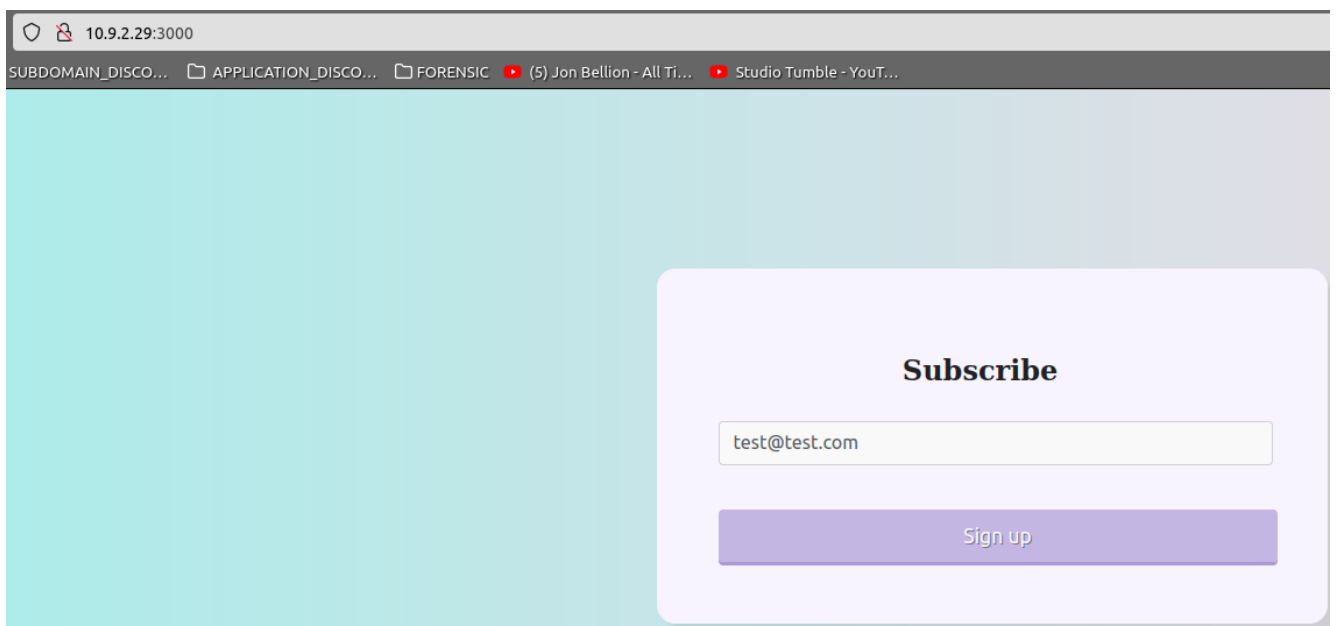 10.9.2.29:3000
SUBDOMAIN_DISCO... APPLICATION_DISCO... FORENSIC (5) Jon Bellion - All Ti... Studio Tumble - YouT...
Subscribe
test@test.com
Sign up